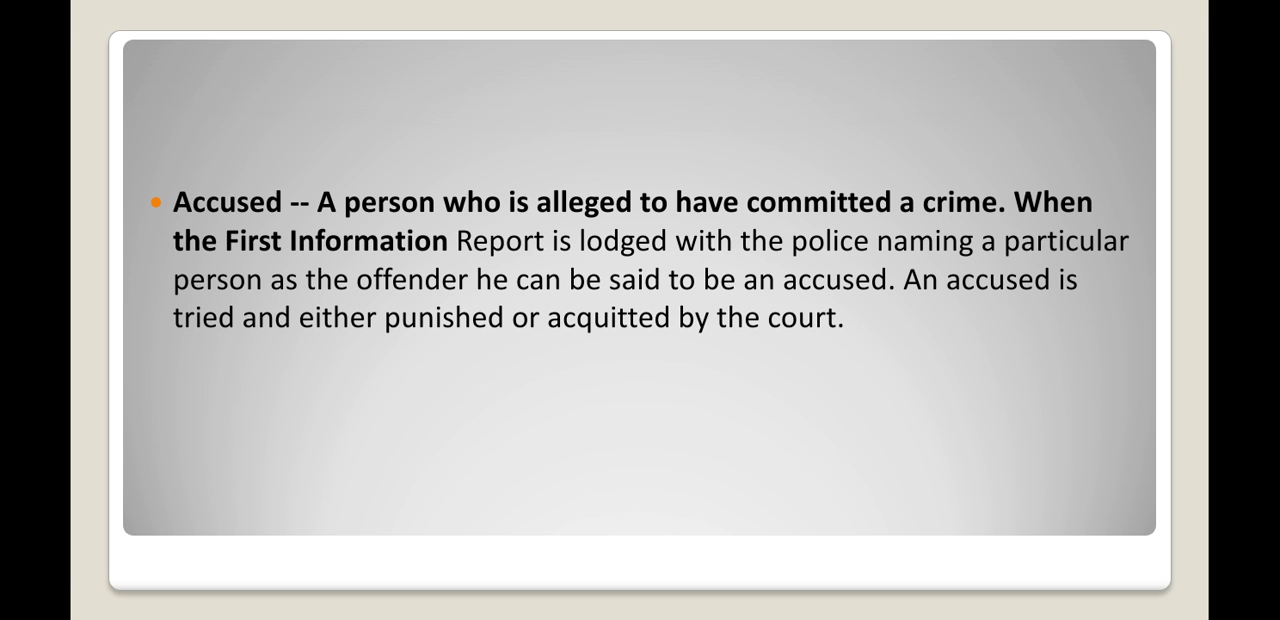 Accused -- A person who is alleged to have committed a crime. When
the First Information Report is lodged with the police naming a particular
person as the offender he can be said to be an accused. An accused is
tried and either punished or acquitted by the court.